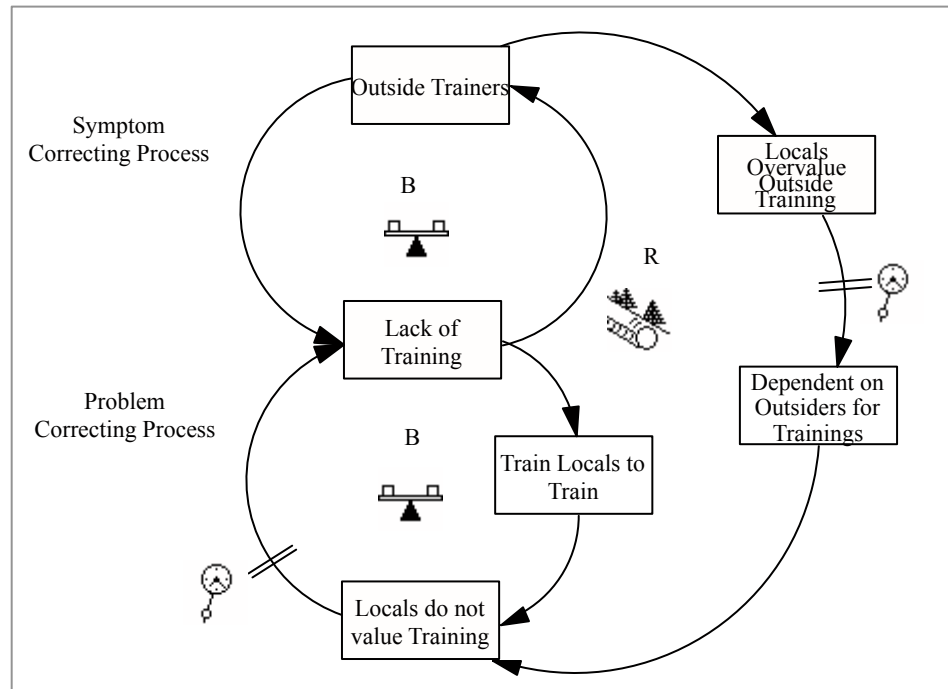 Outside Trainers
Symptom
Correcting Process
Locals
Overvalue
Outside
Training
B
R
Lack of
Training
Dependent on
Outsiders for
Trainings
Problem
Correcting Process
B
Train Locals to
Train
Locals do not
value Training